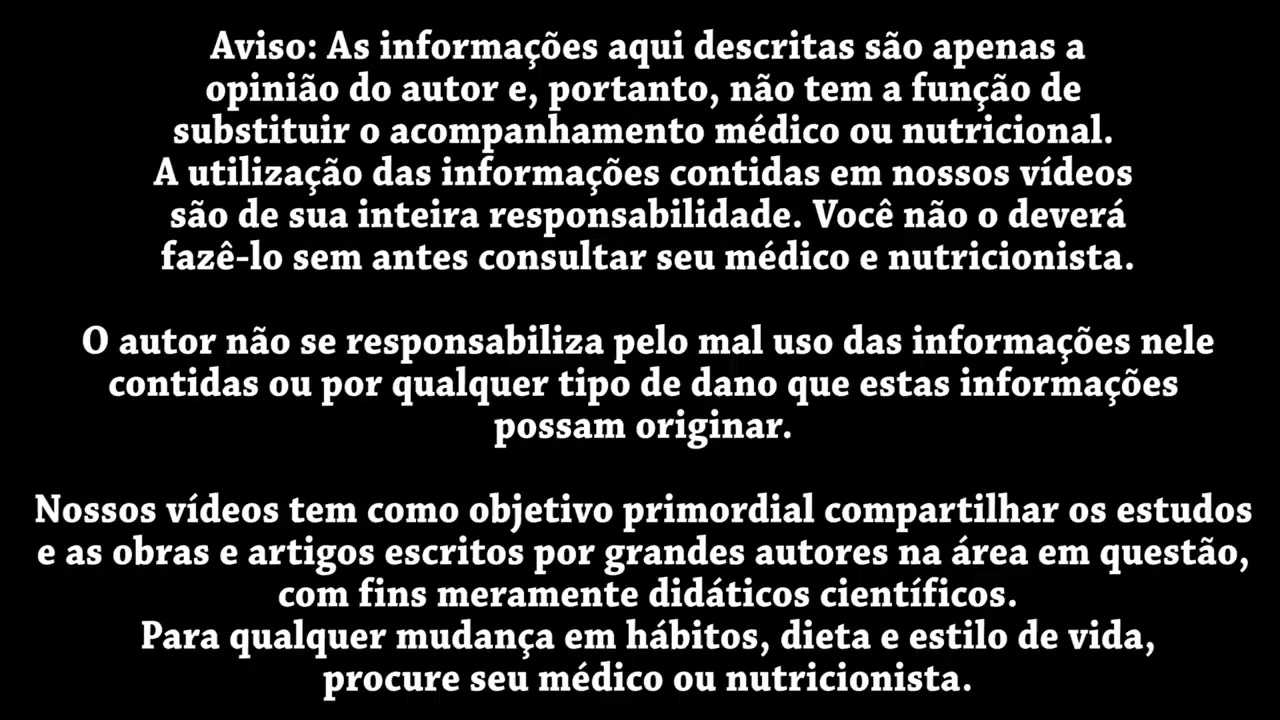 Aviso: As informações aqui descritas são apenas a
opinião do autor e, portanto, não tem a função de
substituir o acompanhamento médico ou nutricional.
A utilização das informações contidas em nossos vídeos
são de sua inteira responsabilidade. Você não o deverá
fazê-lo sem antes consultar seu médico e nutricionista.
O autor não se responsabiliza pelo mal uso das informações nele
contidas ou por qualquer tipo de dano que estas informações
possam originar.
Nossos vídeos tem como objetivo primordial compartilhar os estudos
e as obras e artigos escritos por grandes autores na área em questão,
com fins meramente didáticos científicos.
Para qualquer mudança em hábitos, dieta e estilo de vida,
procure seu médico ou nutricionista.